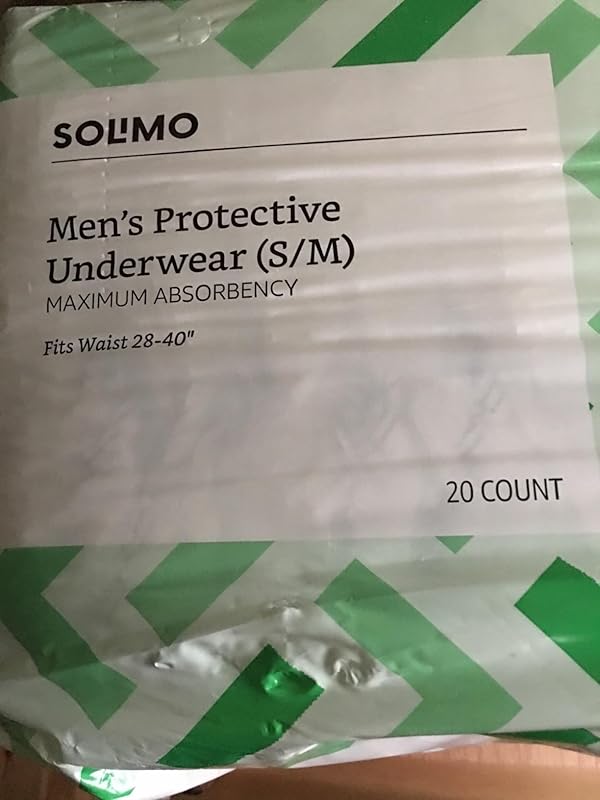 SOLIMO
Men's Protective
Underwear (S/M)
MAXIMUM ABSORBENCY
Fits Waist 28-40"
20 COUNT